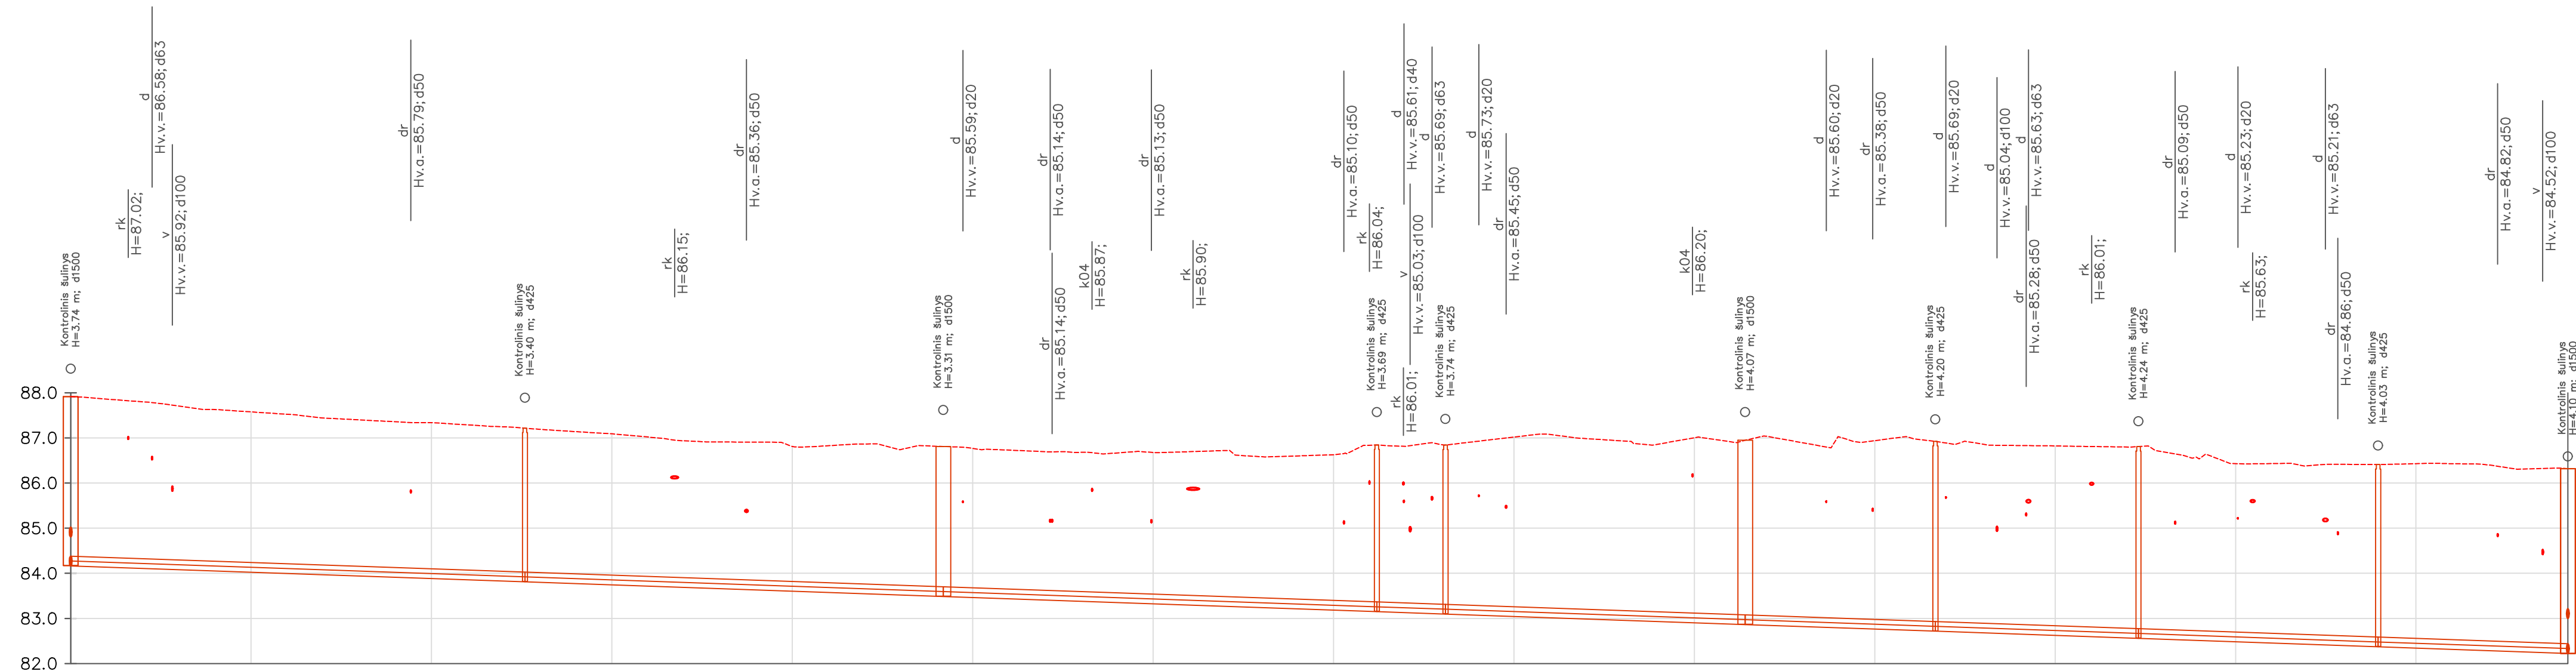 d
Hv.v.=86.58; d63
rk
H=87.02;
v
Hv.v.=85.92; d100
Kontrolinis šulinys
H=3.74 m; d1500
dr
Hv.a.=85.79; d50
Kontrolinis šulinys
H=3.40 m; d425
rk
H=86.15;
dr
Hv.a.=85.36; d50
d
Hv.v.=85.59; d20
Kontrolinis šulinys
H=3.31 m; d1500
dr
Hv.a.=85.14; d50
dr
Hv.a.=85.14; d50
k04
H=85.87;
dr
Hv.a.=85.13; d50
rk
H=85.90;
dr
Hv.a.=85.10; d50
rk
H=86.04;
Kontrolinis šulinys
H=3.69 m; d425
d
Hv.v.=85.61; d40
v
Hv.v.=85.03; d100
rk
H=86.01;
d
Hv.v.=85.69; d63
Kontrolinis šulinys
H=3.74 m; d425
d
Hv.v.=85.73; d20
dr
Hv.a.=85.45; d50
k04
H=86.20;
Kontrolinis šulinys
H=4.07 m; d1500
d
Hv.v.=85.60; d20
dr
Hv.a.=85.38; d50
Kontrolinis šulinys
H=4.20 m; d425
d
Hv.v.=85.69; d20
d
Hv.v.=85.04; d100
d
Hv.v.=85.63; d63
dr
Hv.a.=85.28; d50
rk
H=86.01;
Kontrolinis šulinys
H=4.24 m; d425
dr
Hv.a.=85.09; d50
d
Hv.v.=85.23; d20
rk
H=85.63;
d
Hv.v.=85.21; d63
dr
Hv.a.=84.86; d50
Kontrolinis šulinys
H=4.03 m; d425
dr
Hv.a.=84.82; d50
v
Hv.v.=84.52; d100
Kontrolinis šulinys
H=4.10 m; d1500
88.0
87.0
86.0
85.0
84.0
83.0
82.0